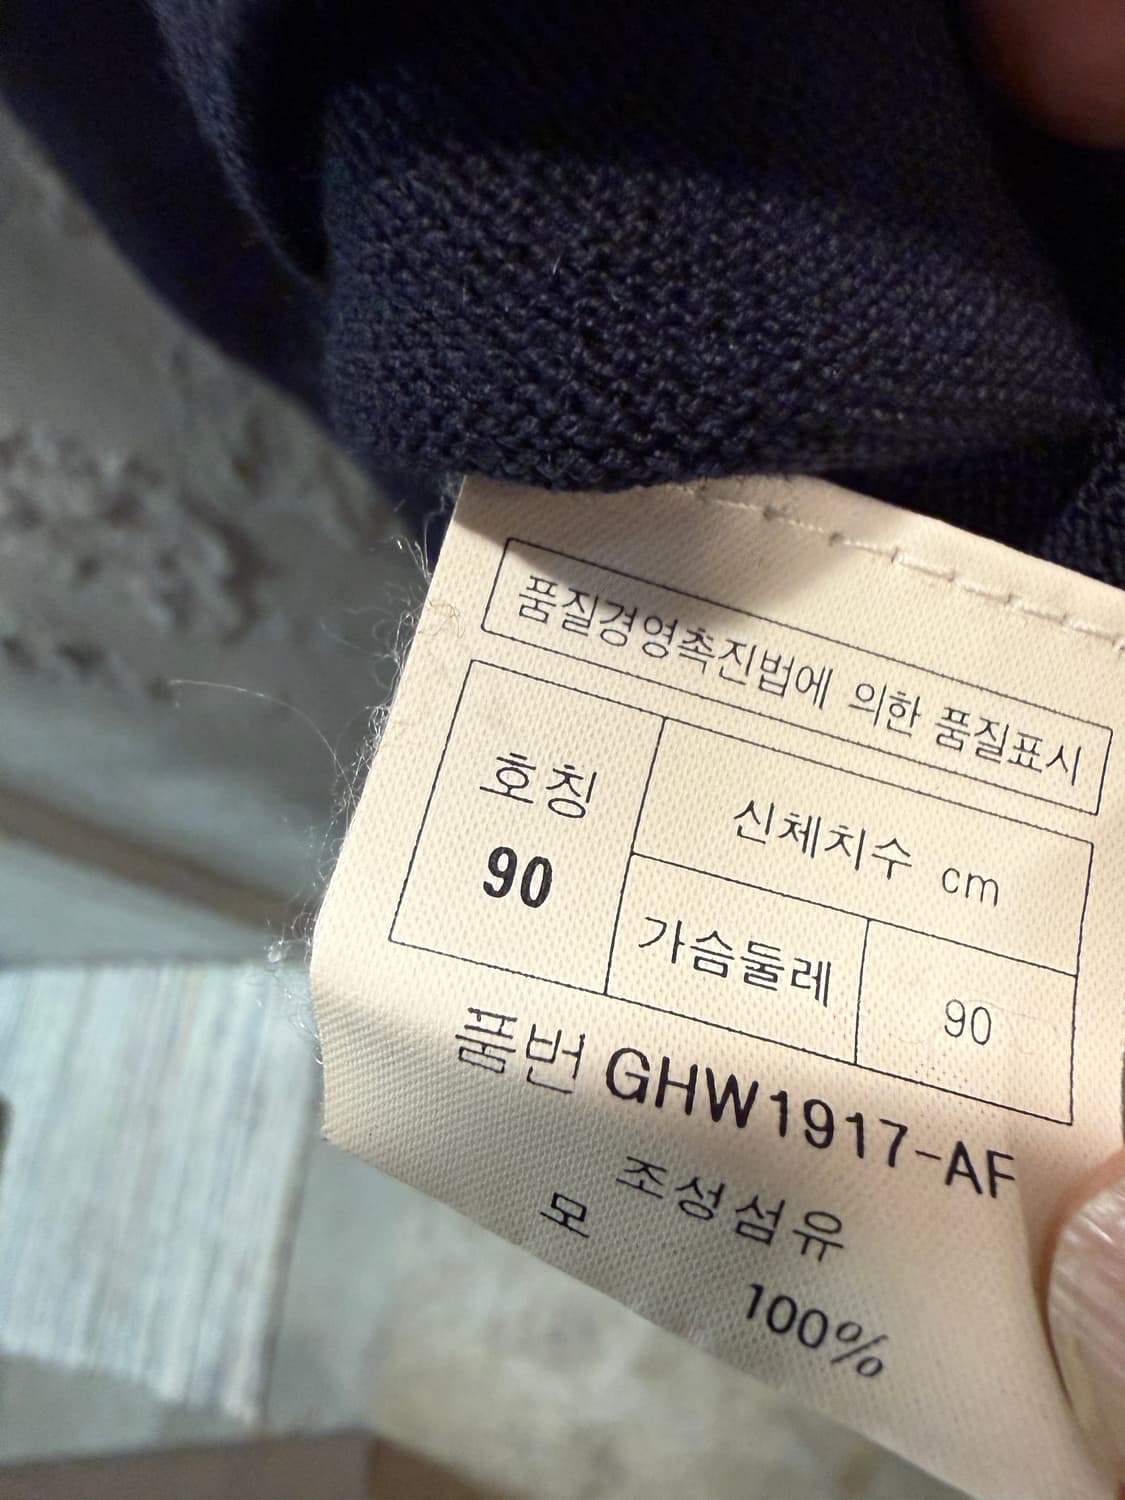 품질경영촉진법에 의한 품질표시
호칭
90
신체치수 cm
가슴둘레 90
품번 GHW1917-AF
조성섬유
모
100%